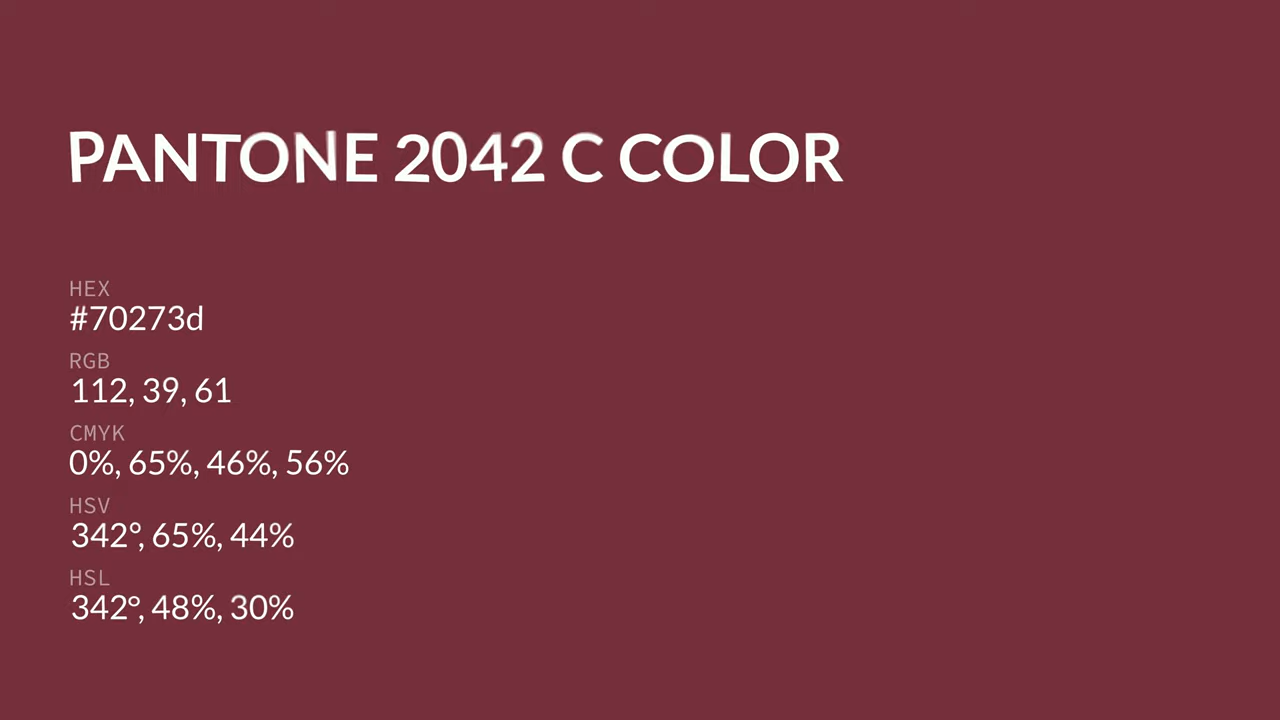 PANTONE 2042 C COLOR
HEX
#70273d
RGB
112, 39, 61
CMYK
0%, 65%, 46%, 56%
HSV
342°, 65%, 44%
HSL
342°, 48%, 30%